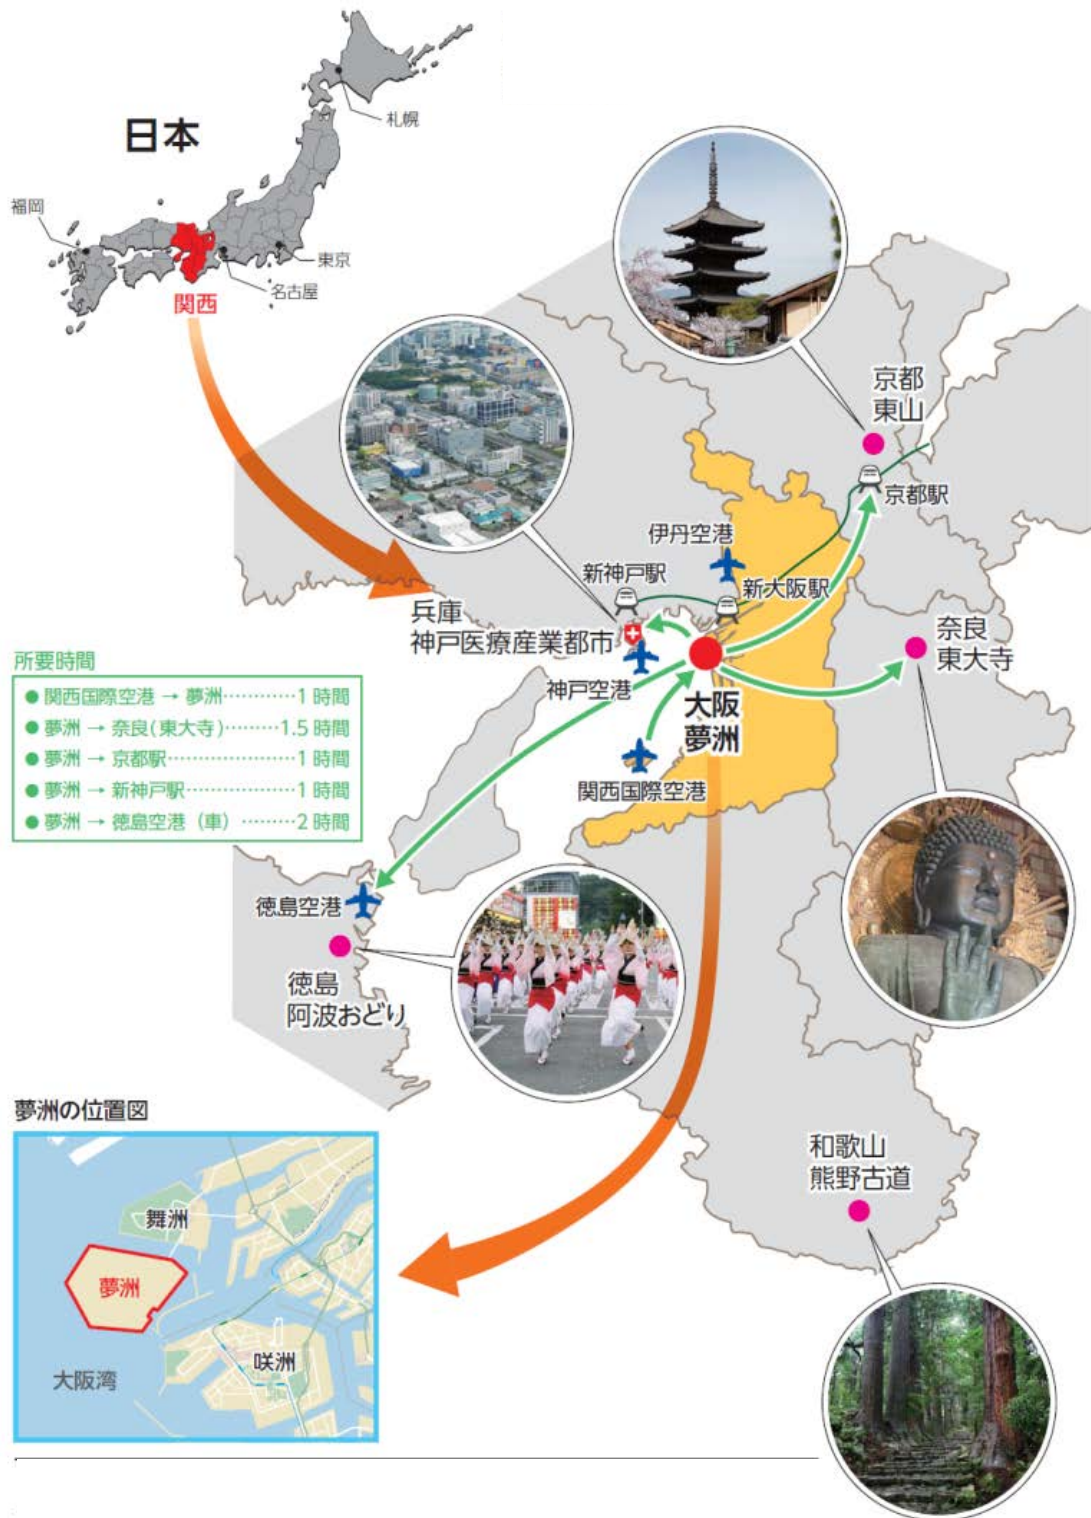 日本
札幌
福岡
東京
名古屋
関西
京都
東山
京都駅
伊丹空港
新神戸駅
新大阪駅
兵庫
神戸医療産業都市
奈良
東大寺
神戸空港
大阪
夢洲
関西国際空港
所要時間
● 関西国際空港 → 夢洲…………1 時間
● 夢洲 → 奈良(東大寺)………1.5 時間
● 夢洲 → 京都駅………………1 時間
● 夢洲 → 新神戸駅……………1 時間
● 夢洲 → 徳島空港（車）………2 時間
徳島空港
徳島
阿波おどり
和歌山
熊野古道
夢洲の位置図
舞洲
夢洲
咲洲
大阪湾